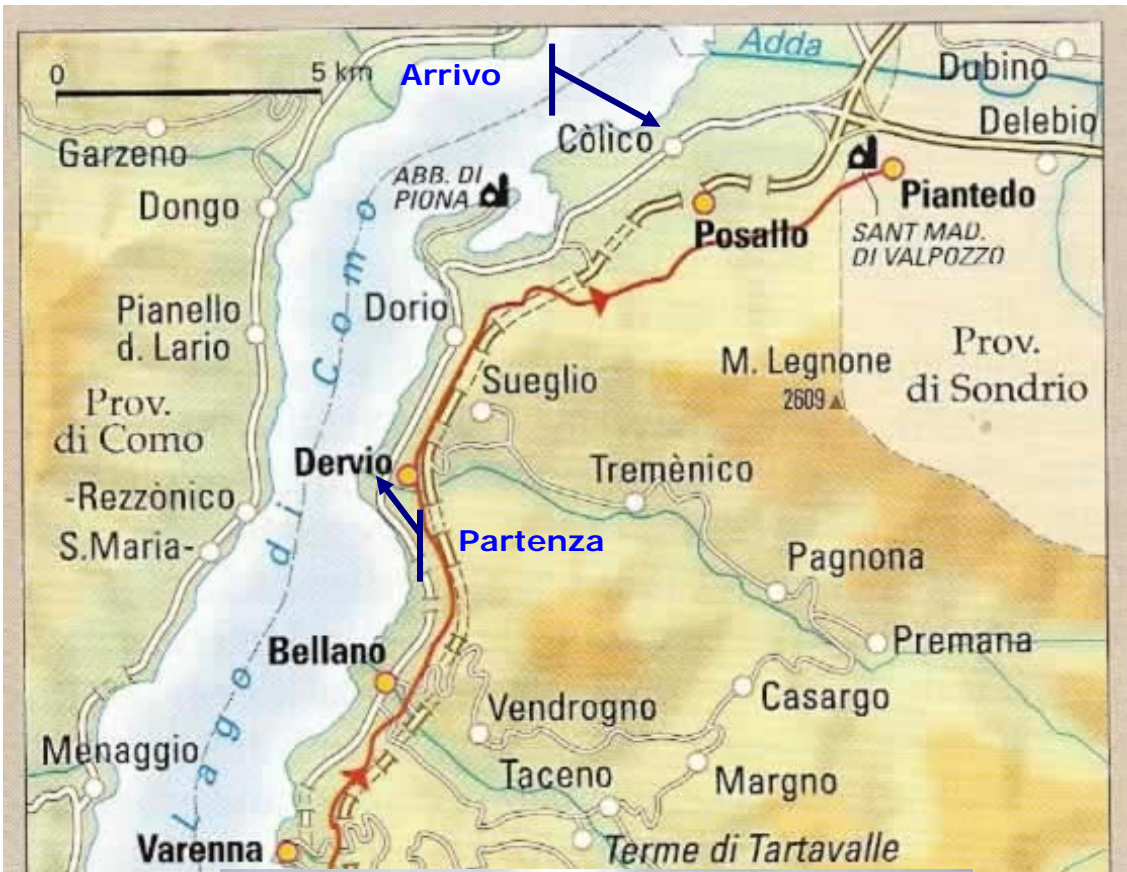 0 5 km
Arrivo
Adda
Dubino
Delebio
Garzeno
Còlico
ABB. DI
PIONA
Dongo
Piantedo
Posallo
SANT MAD.
DI VALPOZZO
Pianello
d. Lario
Dorio
Prov.
di Sondrio
M. Legnone
2609
Sueglio
Prov.
di Como
Lago di Como
Dervio
Tremènico
-Rezzònico
S.Maria-
Partenza
Pagnona
Premana
Bellano
Casargo
Vendrogno
Menaggio
Taceno
Margno
Varenna
Terme di Tartavalle